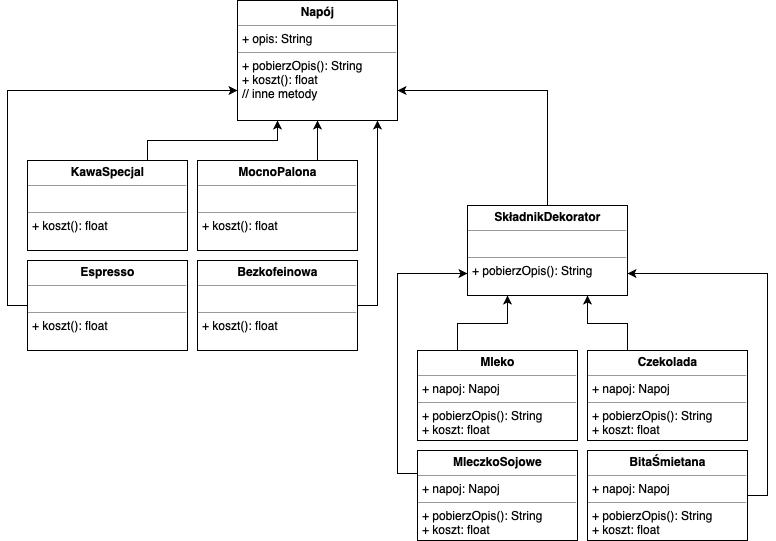 Napój
+ opis: String
+ pobierzOpis(): String
+ koszt(): float
// inne metody
KawaSpecjal
+ koszt(): float
MocnoPalona
+ koszt(): float
Espresso
+ koszt(): float
Bezkofeinowa
+ koszt(): float
SkładnikDekorator
+ pobierzOpis(): String
Mleko
+ napoj: Napoj
+ pobierzOpis(): String
+ koszt: float
Czekolada
+ napoj: Napoj
+ pobierzOpis(): String
+ koszt: float
MleczkoSojowe
+ napoj: Napoj
+ pobierzOpis(): String
+ koszt: float
BitaŚmietana
+ napoj: Napoj
+ pobierzOpis(): String
+ koszt: float